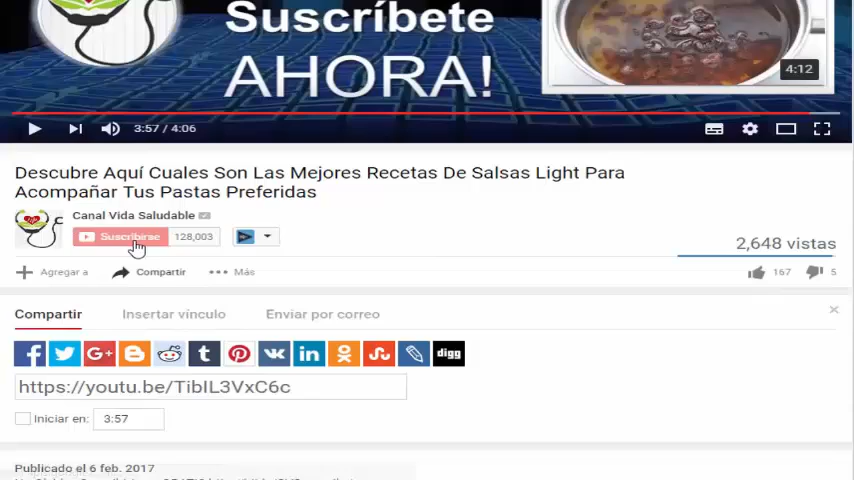 Suscríbete
AHORA!
4:12
3:57 / 4:06
Descubre Aquí Cuales Son Las Mejores Recetas De Salsas Light Para
Acompañar Tus Pastas Preferidas
Canal Vida Saludable
Suscribirse 128,003
2,648 vistas
Agregar a Compartir Más 167 5
Compartir Insertar vínculo Enviar por correo
digg
https://youtu.be/TiblL3VxC6c
Iniciar en: 3:57
Publicado el 6 feb. 2017